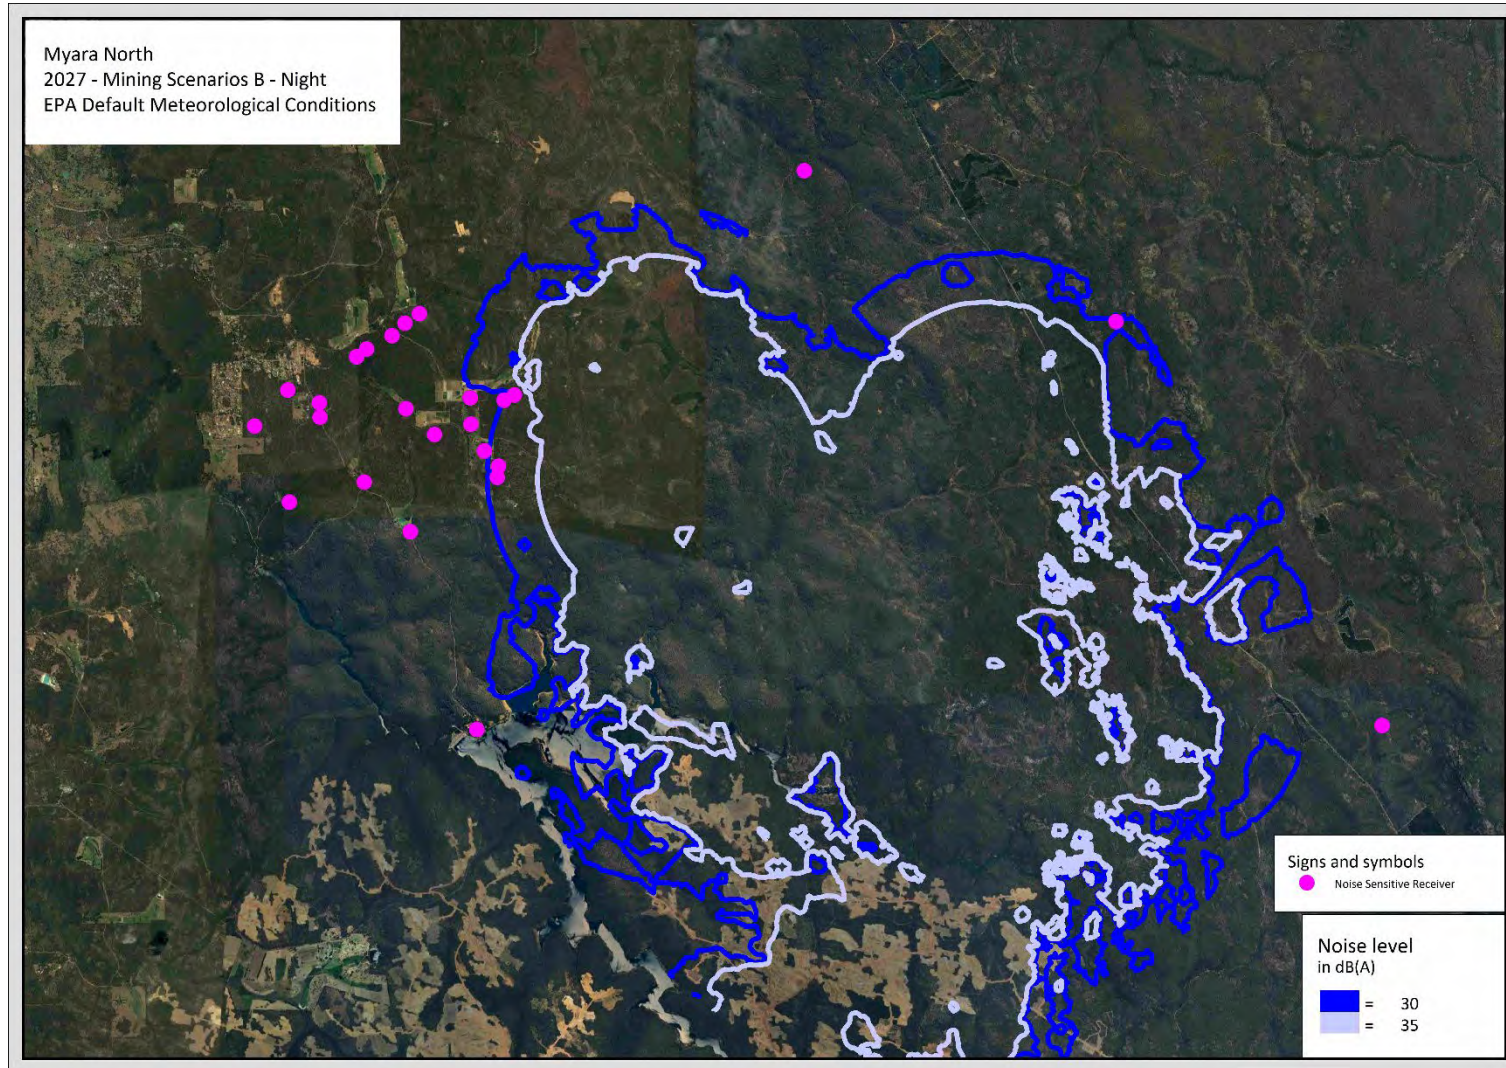 Myara North
2027 - Mining Scenarios B - Night
EPA Default Meteorological Conditions
Signs and symbols
Noise Sensitive Receiver
Noise level
in dB(A)
= 30
= 35